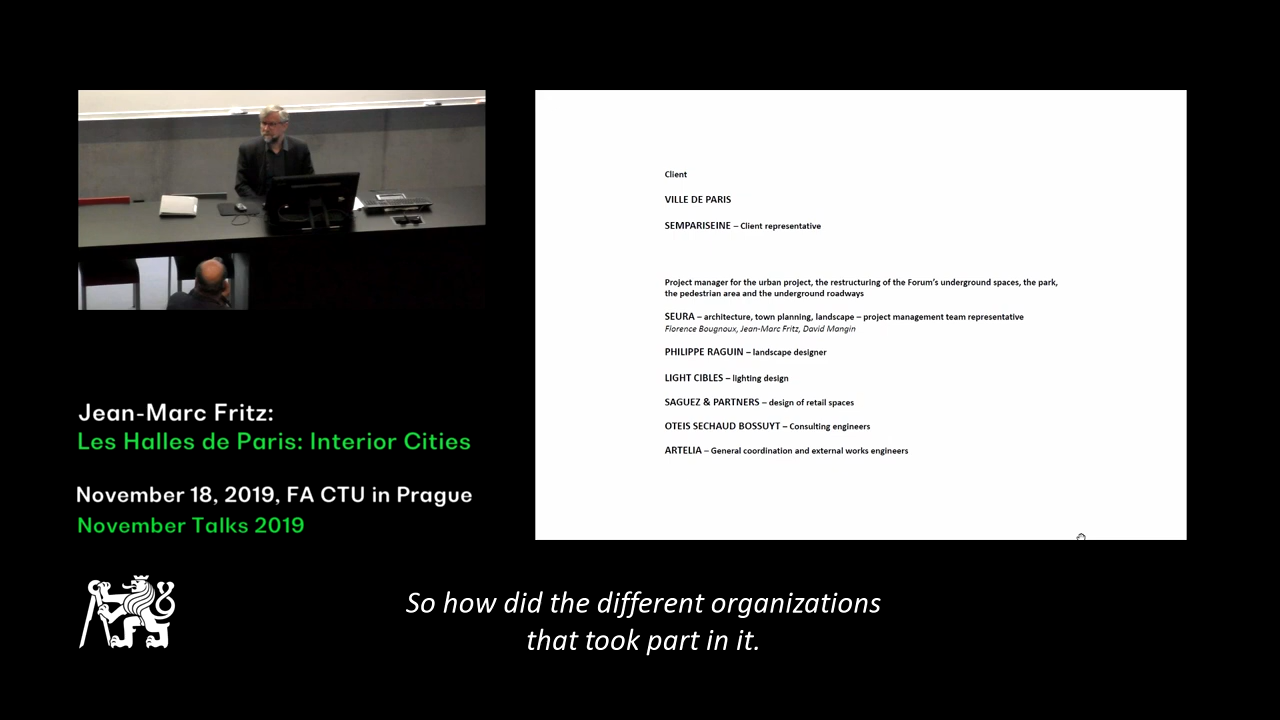 Client
VILLE DE PARIS
SEMPARISEINE – Client representative
Project manager for the urban project, the restructuring of the Forum's underground spaces, the park,
the pedestrian area and the underground roadways
SEURA – architecture, town planning, landscape – project management team representative
Florence Bougnoux, Jean-Marc Fritz, David Mangin
PHILIPPE RAGUIN – landscape designer
LIGHT CIBLES – lighting design
SAGUEZ & PARTNERS – design of retail spaces
OTEIS SECHAUD BOSSUYT – Consulting engineers
ARTELIA – General coordination and external works engineers
Jean-Marc Fritz:
Les Halles de Paris: Interior Cities
November 18, 2019, FA CTU in Prague
November Talks 2019
So how did the different organizations
that took part in it.